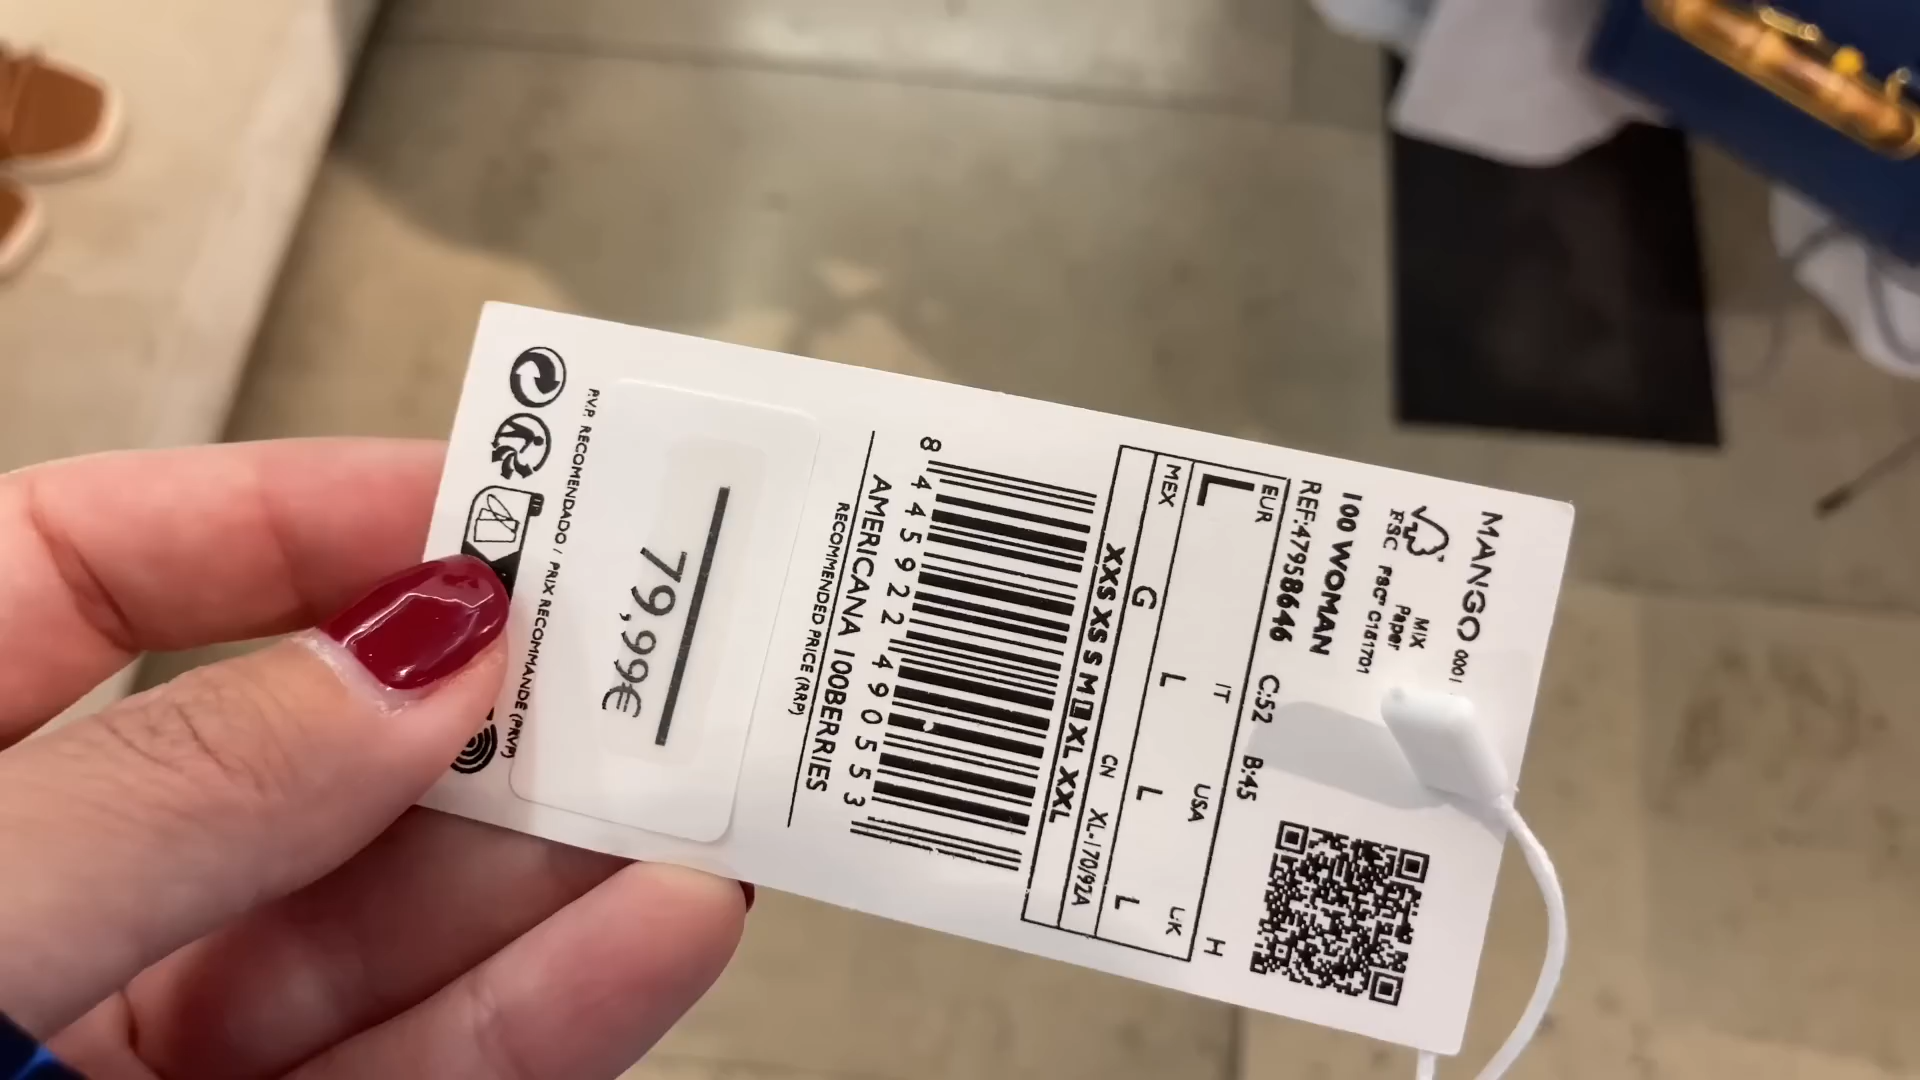 MANGO 0001
FSC
MIX
Paper
FSC® C161701
100 WOMAN
REF:47958646 C:52 B:45
EUR IT USA UK H
L L L L
MEX G CN XL-170/92A
XXS XS S M L XL XXL
8 445922 490553
AMERICANA 100BERRIES
RECOMMENDED PRICE (RRP)
79,99€
P.V.P. RECOMENDADO / PRIX RECOMMANDE (PRVP)